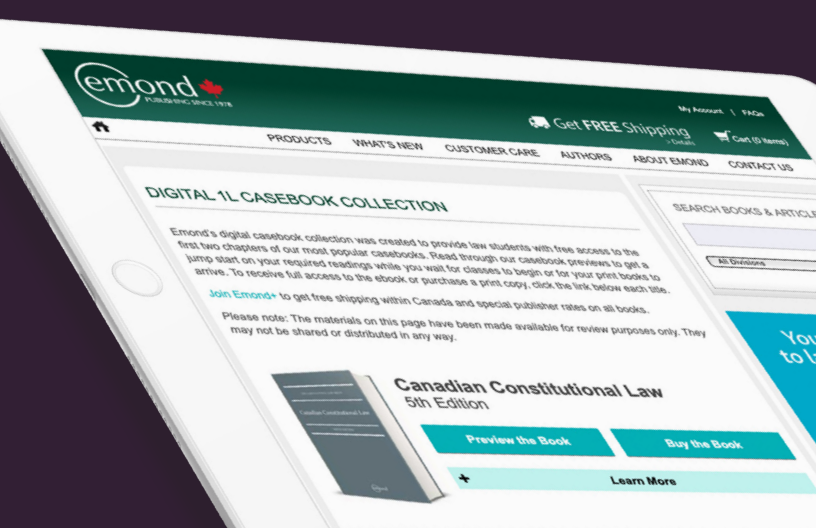 emond
PUBLISHING SINCE 1978
My Account | FAQs
Get FREE Shipping
> Details
Cart (0 items)
PRODUCTS WHAT'S NEW CUSTOMER CARE AUTHORS ABOUT EMOND CONTACT US
DIGITAL 1L CASEBOOK COLLECTION
Emond's digital casebook collection was created to provide law students with free access to the
first two chapters of our most popular casebooks. Read through our casebook previews to get a
jump start on your required readings while you wait for classes to begin or for your print books to
arrive. To receive full access to the ebook or purchase a print copy, click the link below each title.
Join Emond+ to get free shipping within Canada and special publisher rates on all books.
Please note: The materials on this page have been made available for review purposes only. They
may not be shared or distributed in any way.
SEARCH BOOKS & ARTICLE
All Divisions
You
to l
Canadian Constitutional Law
Emond
Canadian Constitutional Law
5th Edition
Preview the Book
Buy the Book
+ Learn More